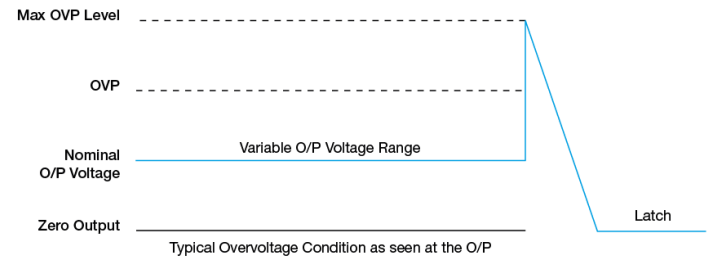 Max OVP Level
OVP
Variable O/P Voltage Range
Nominal
O/P Voltage
Zero Output
Latch
Typical Overvoltage Condition as seen at the O/P